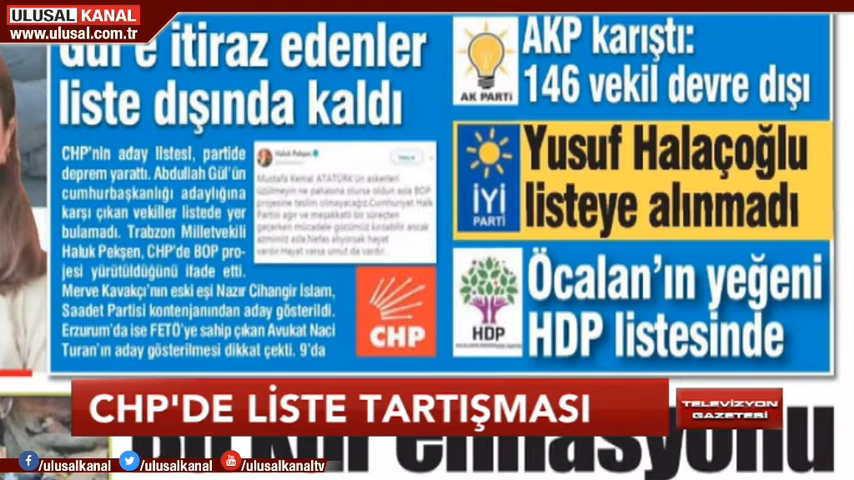 ULUSAL KANAL
www.ulusal.com.tr
Gül'e itiraz edenler
liste dışında kaldı
CHP'nin aday listesi, partide
deprem yarattı. Abdullah Gül'ün
cumhurbaşkanlığı adaylığına
karşı çıkan vekiller listede yer
bulamadı. Trabzon Milletvekili
Haluk Pekşen, CHP'de BOP pro-
jesi yürütüldüğünü ifade etti.
Merve Kavakçı'nın eski eşi Nazır Cihangir İslam,
Saadet Partisi kontenjanından aday gösterildi.
Erzurum'da ise FETÖ'ye sahip çıkan Avukat Naci
Turan'ın aday gösterilmesi dikkat çekti. 9'da
Haluk Pekşen
Mustafa Kemal ATATÜRK'ün askerleri
üzülmeyin ne pahasına olursa olsun asla BOP
projesine teslim olmayacağız.Cumhuriyet Halk
Partisi ağır ve meşakkatli bir süreçten
geçerken mücadele gücümüz kırılabilir ancak
azmimiz asla.Nefes alıyorsak hayat
vardır.Hayat varsa umut da vardır.
CHP
AK PARTİ
AKP karıştı:
146 vekil devre dışı
İYİ
PARTİ
Yusuf Halaçoğlu
listeye alınmadı
HDP
Öcalan'ın yeğeni
HDP listesinde
CHP'DE LİSTE TARTIŞMASI
TELEVİZYON
GAZETESİ
/ulusalkanal
/ulusalkanal
/ulusalkanaltv